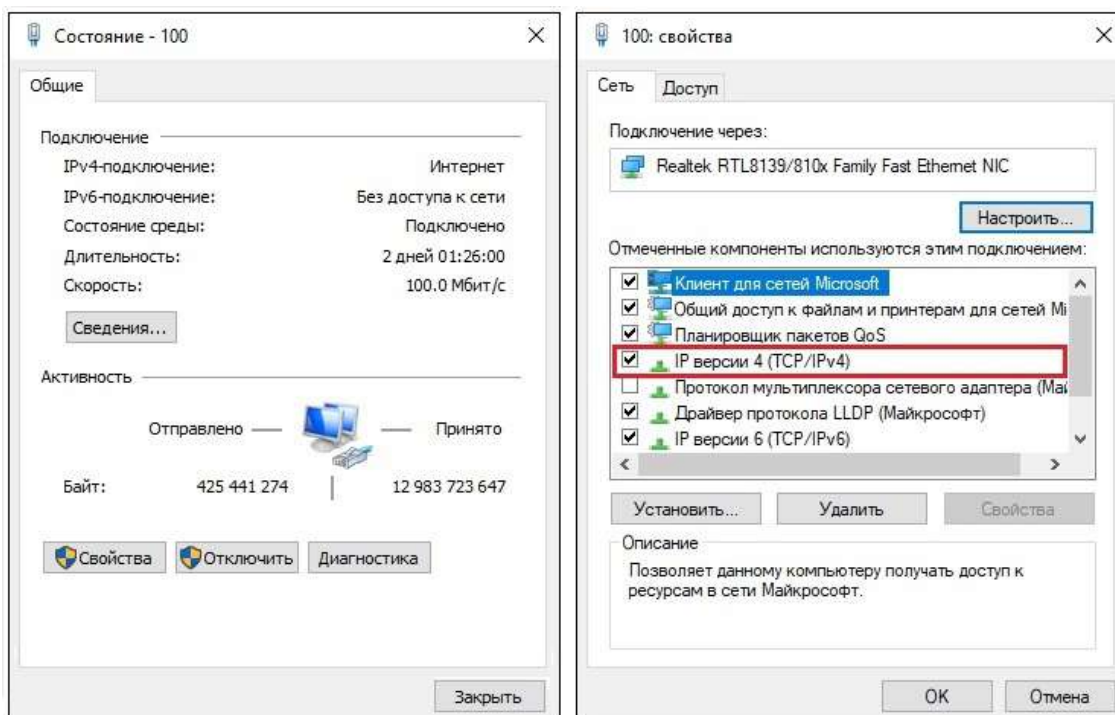 Состояние - 100
Общие
Подключение
IPv4-подключение: Интернет
IPv6-подключение: Без доступа к сети
Состояние среды: Подключено
Длительность: 2 дней 01:26:00
Скорость: 100.0 Мбит/с
Сведения...
Активность
Отправлено Принято
Байт: 425 441 274 12 983 723 647
Свойства Отключить Диагностика
Закрыть
100: свойства
Сеть Доступ
Подключение через:
Realtek RTL8139/810x Family Fast Ethernet NIC
Настроить...
Отмеченные компоненты используются этим подключением:
Клиент для сетей Microsoft
Общий доступ к файлам и принтерам для сетей Mi
Планировщик пакетов QoS
IP версии 4 (TCP/IPv4)
Протокол мультиплексора сетевого адаптера (Май
Драйвер протокола LLDP (Майкрософт)
IP версии 6 (TCP/IPv6)
Установить... Удалить Свойства
Описание
Позволяет данному компьютеру получать доступ к
ресурсам в сети Майкрософт.
OK Отмена